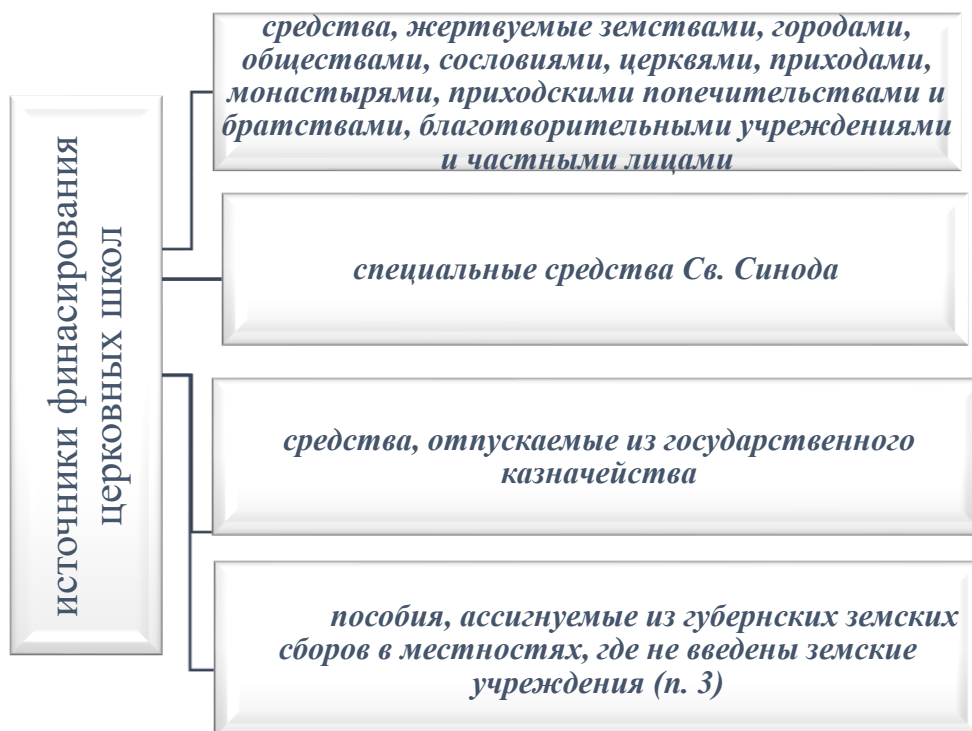 источники финасирования
церковных школ
средства, жертвуемые земствами, городами,
обществами, сословиями, церквями, приходами,
монастырями, приходскими попечительствами и
братствами, благотворительными учреждениями
и частными лицами
специальные средства Св. Синода
средства, отпускаемые из государственного
казначейства
пособия, ассигнуемые из губернских земских
сборов в местностях, где не введены земские
учреждения (п. 3)